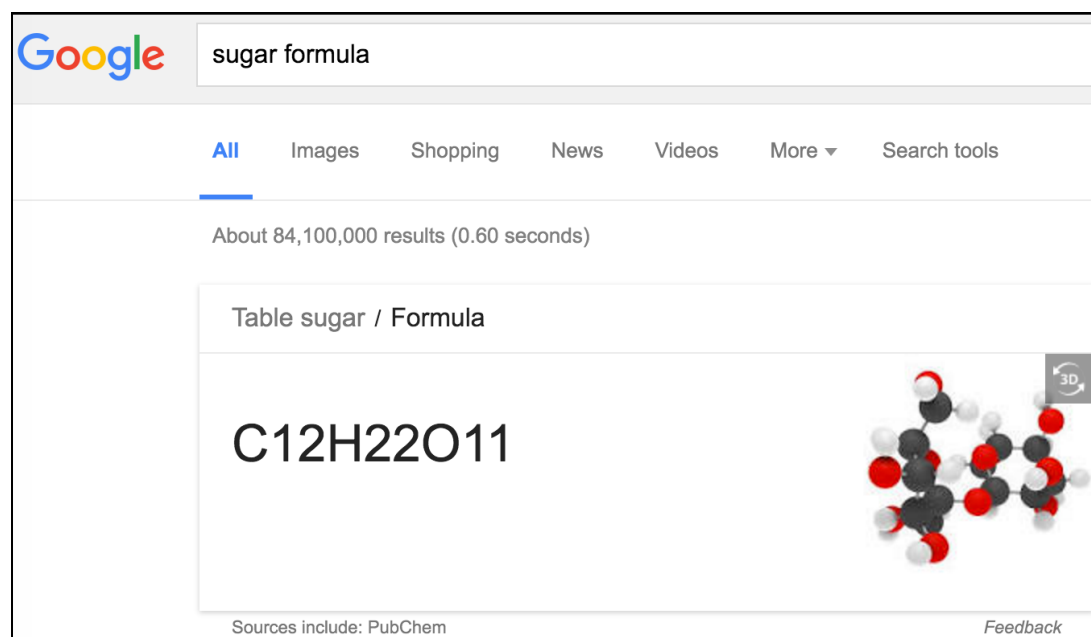 Google sugar formula
All Images Shopping News Videos More Search tools
About 84,100,000 results (0.60 seconds)
Table sugar / Formula
3D
C12H22O11
Sources include: PubChem Feedback